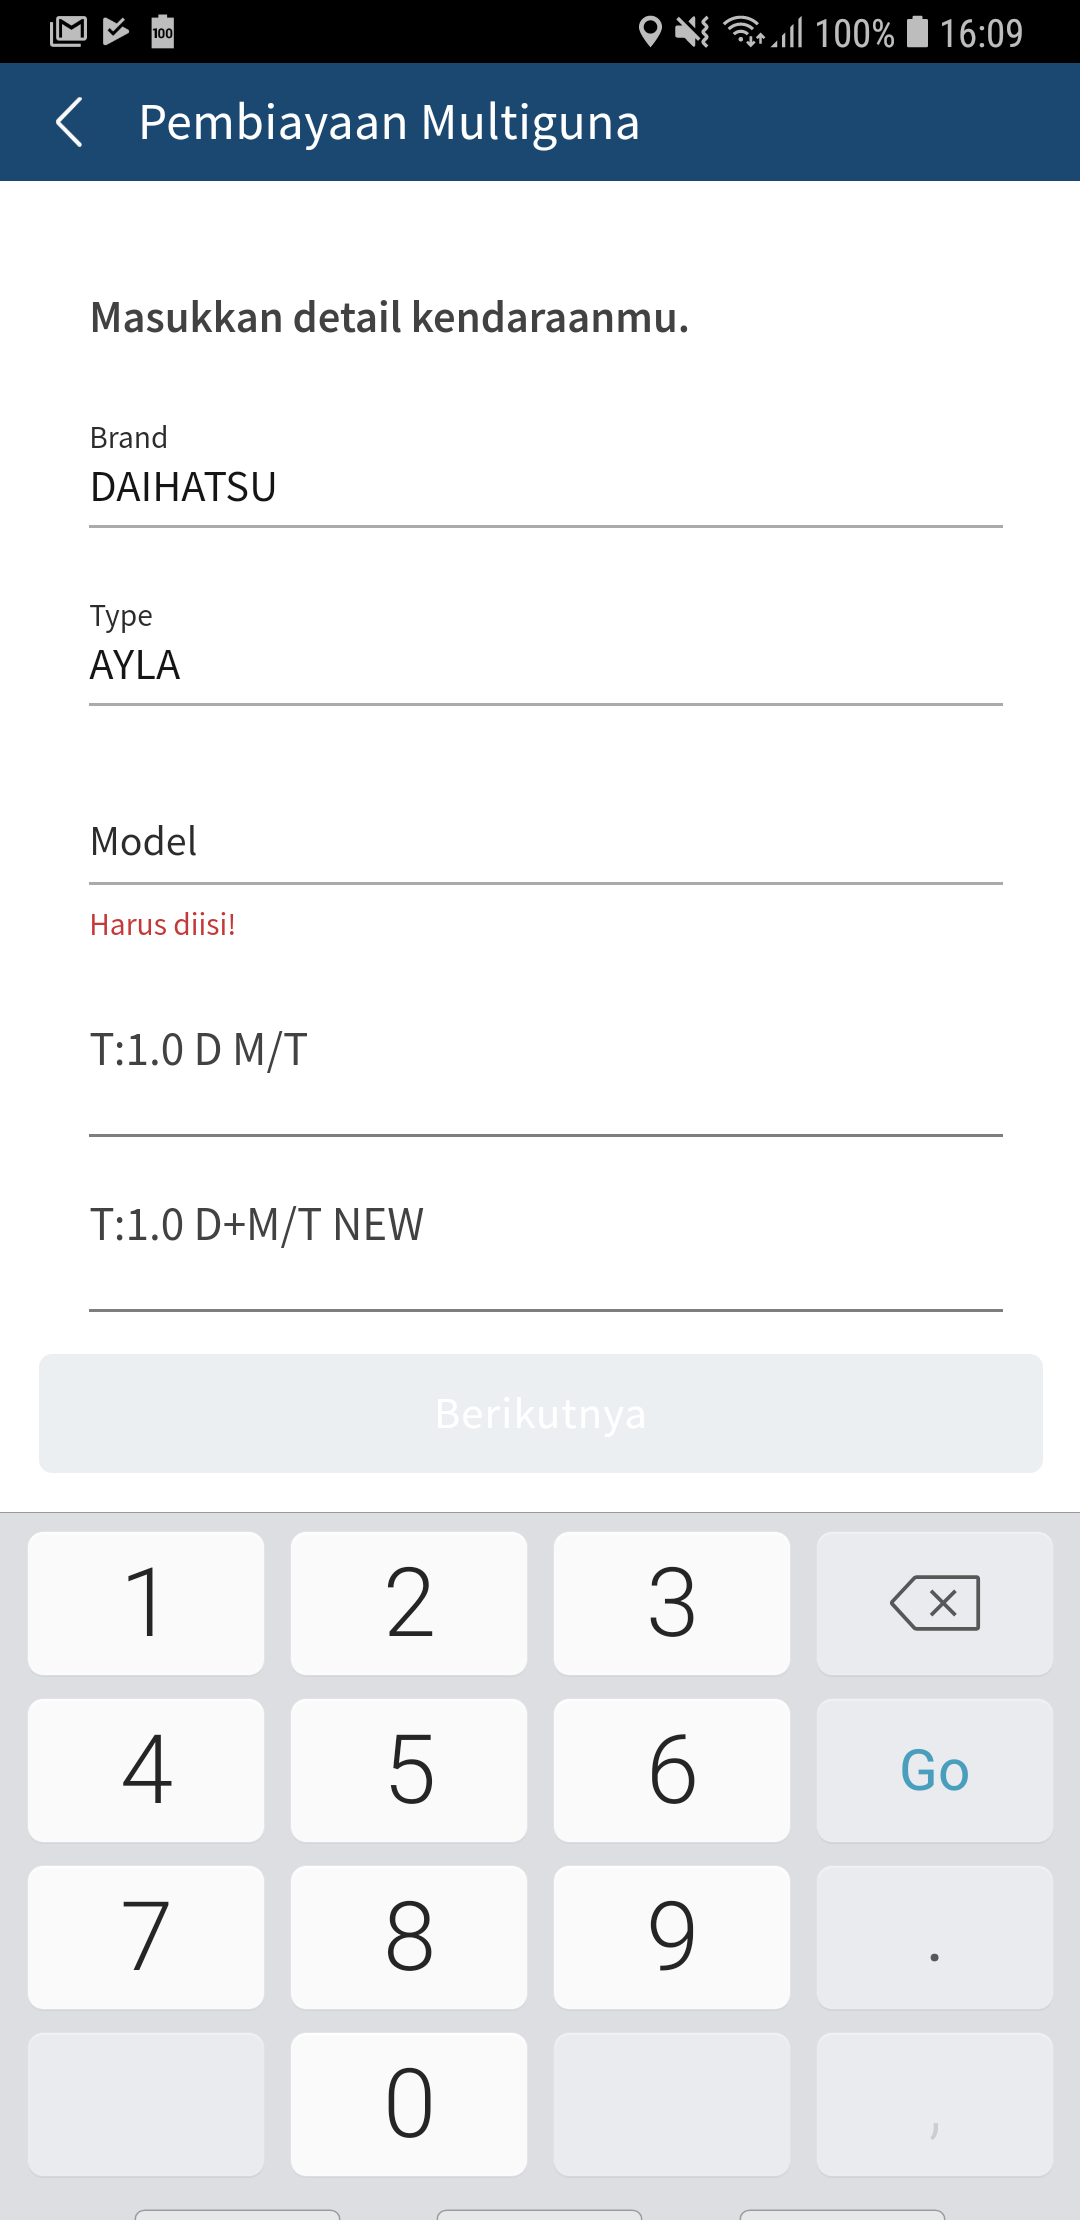 100
100% 16:09
Pembiayaan Multiguna
Masukkan detail kendaraanmu.
Brand
DAIHATSU
Type
AYLA
Model
Harus diisi!
T:1.0 D M/T
T:1.0 D+M/T NEW
Berikutnya
1 2 3
4 5 6 Go
7 8 9 .
0 ,